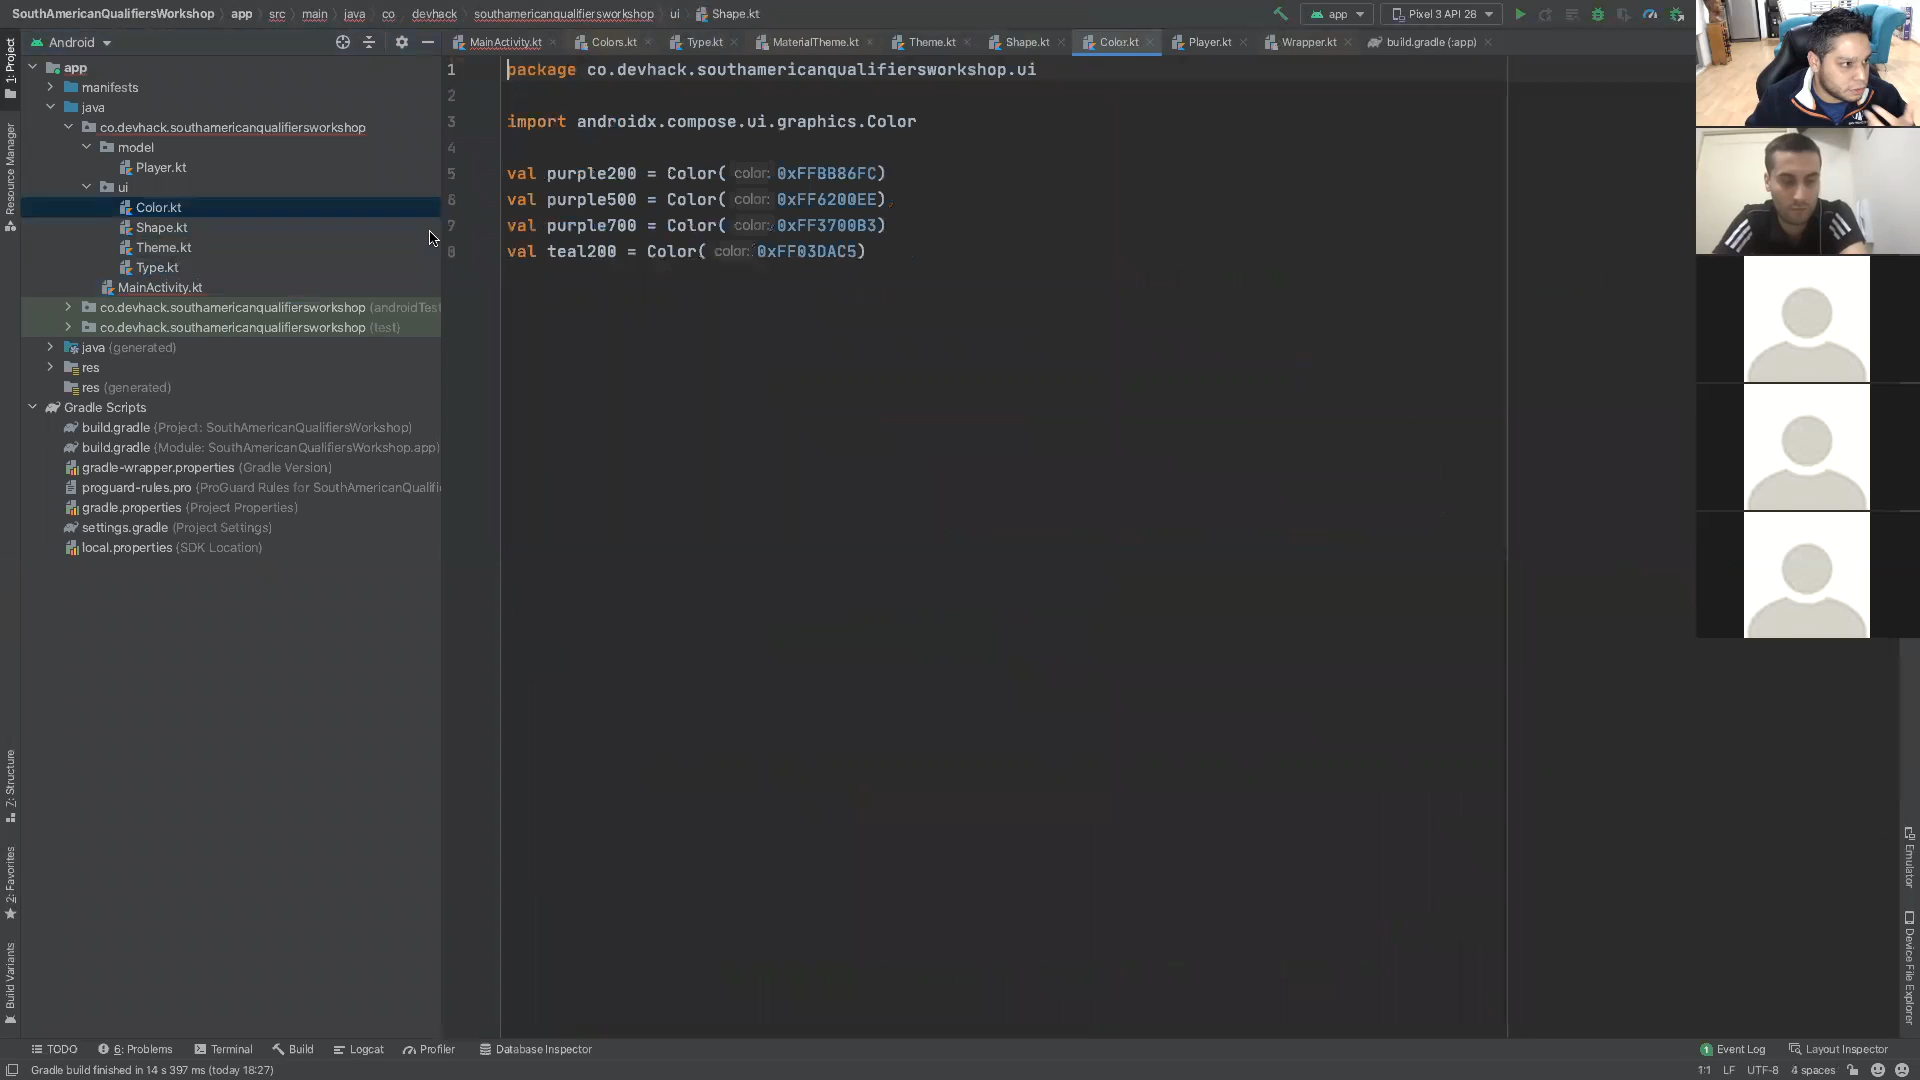 SouthAmericanQualifiersWorkshop app src main java co devhack southamericanqualifiersworkshop ui Shape.kt
app Pixel 3 API 28
1: Project
Resource Manager
7: Structure
2: Favorites
Build Variants
Android
app
manifests
java
co.devhack.southamericanqualifiersworkshop
model
Player.kt
ui
Color.kt
Shape.kt
Theme.kt
Type.kt
MainActivity.kt
co.devhack.southamericanqualifiersworkshop (androidTest
co.devhack.southamericanqualifiersworkshop (test)
java (generated)
res
res (generated)
Gradle Scripts
build.gradle (Project: SouthAmericanQualifiersWorkshop)
build.gradle (Module: SouthAmericanQualifiersWorkshop.app)
gradle-wrapper.properties (Gradle Version)
proguard-rules.pro (ProGuard Rules for SouthAmericanQualifi
gradle.properties (Project Properties)
settings.gradle (Project Settings)
local.properties (SDK Location)
MainActivity.kt Colors.kt Type.kt MaterialTheme.kt Theme.kt Shape.kt Color.kt Player.kt Wrapper.kt build.gradle (:app)
1 package co.devhack.southamericanqualifiersworkshop.ui
2
3 import androidx.compose.ui.graphics.Color
4
5 val purple200 = Color( color: 0xFFBB86FC)
6 val purple500 = Color( color: 0xFF6200EE)
7 val purple700 = Color( color: 0xFF3700B3)
8 val teal200 = Color( color: 0xFF03DAC5)
Emulator
Device File Explorer
TODO 6: Problems Terminal Build Logcat Profiler Database Inspector 1 Event Log Layout Inspector
Gradle build finished in 14 s 397 ms (today 18:27) 1:1 LF UTF-8 4 spaces